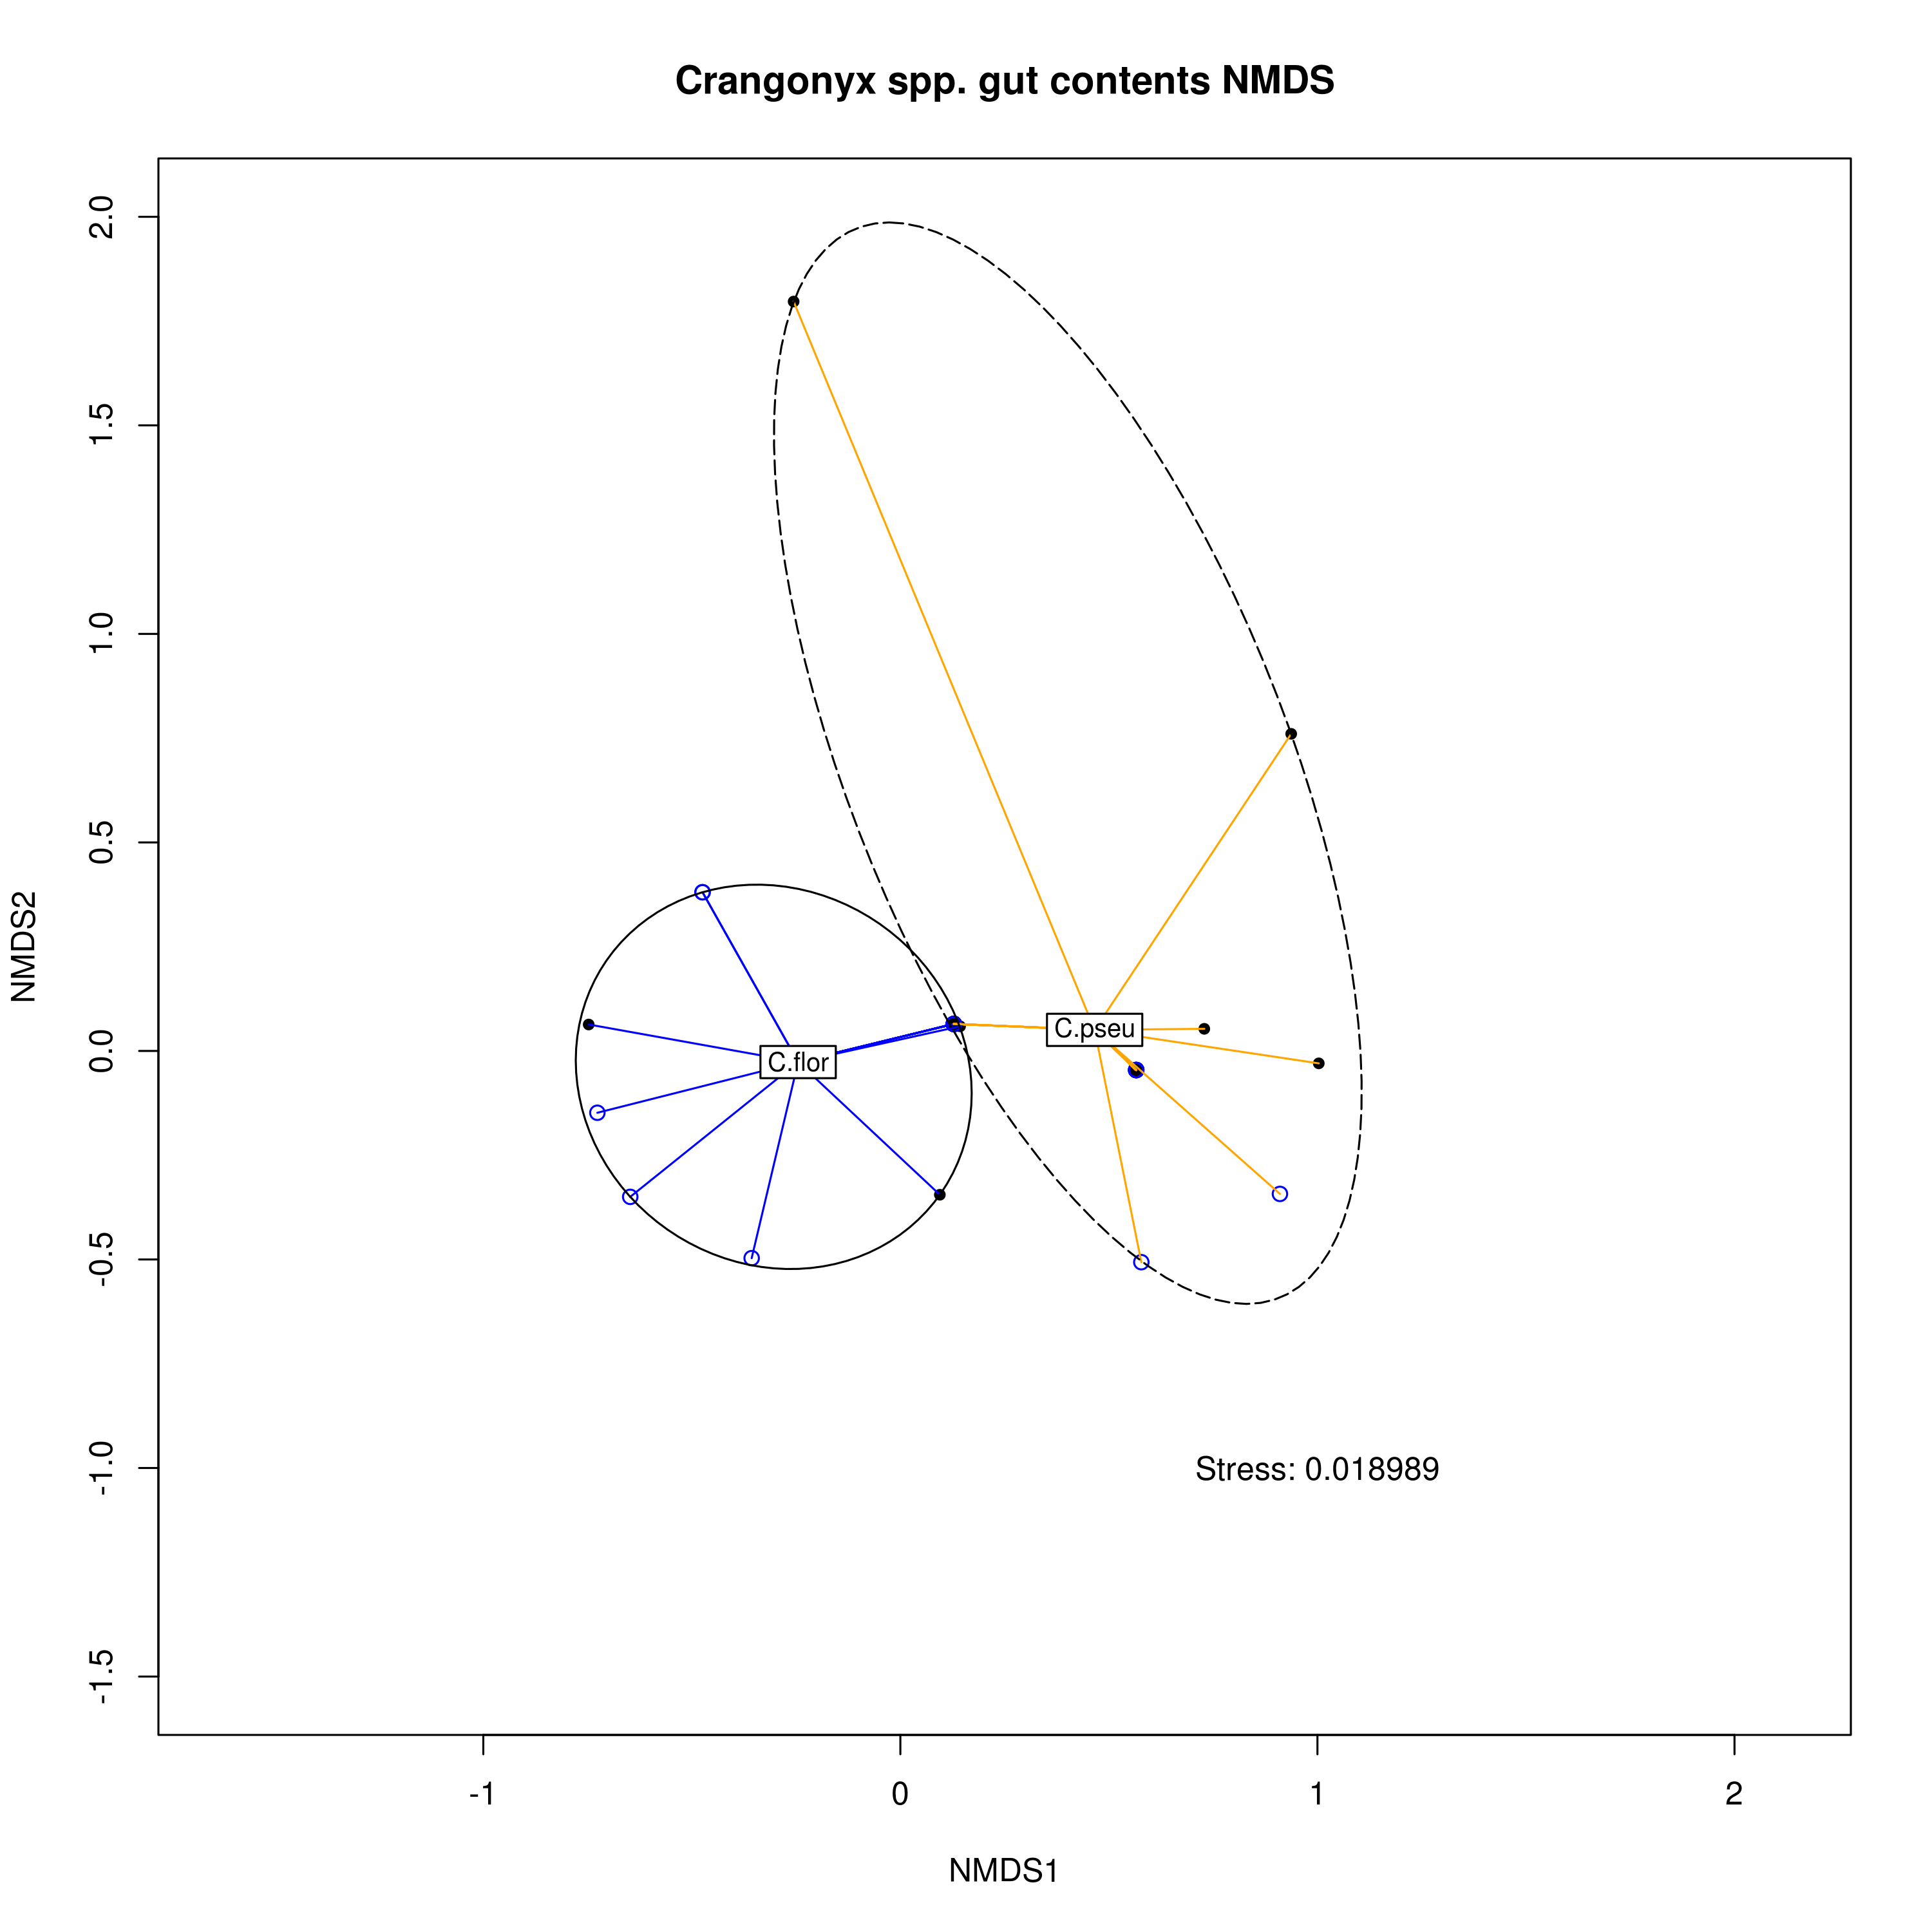 Crangonyx spp. gut contents NMDS
2.0
1.5
1.0
0.5
0.0
-0.5
-1.0
-1.5
NMDS2
C.pseu
C.flor
Stress: 0.018989
-1
0
1
2
NMDS1